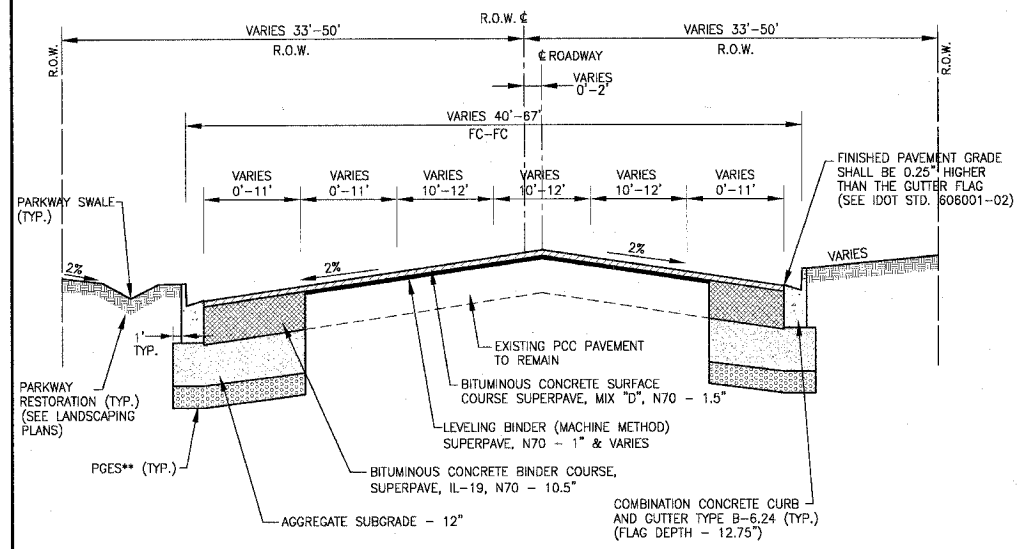 R.O.W. ℄
VARIES 33'-50'
R.O.W.
VARIES 33'-50'
R.O.W.
R.O.W.
R.O.W.
℄ ROADWAY
VARIES
0'-2'
VARIES 40'-67'
FC-FC
VARIES
0'-11'
VARIES
0'-11'
VARIES
10'-12'
VARIES
10'-12'
VARIES
10'-12'
VARIES
0'-11'
FINISHED PAVEMENT GRADE
SHALL BE 0.25" HIGHER
THAN THE GUTTER FLAG
(SEE IDOT STD. 606001-02)
PARKWAY SWALE
(TYP.)
2%
2%
2%
VARIES
1'
TYP.
EXISTING PCC PAVEMENT
TO REMAIN
PARKWAY
RESTORATION (TYP.)
(SEE LANDSCAPING
PLANS)
BITUMINOUS CONCRETE SURFACE
COURSE SUPERPAVE, MIX "D", N70 - 1.5"
LEVELING BINDER (MACHINE METHOD)
SUPERPAVE, N70 - 1" & VARIES
PGES** (TYP.)
BITUMINOUS CONCRETE BINDER COURSE,
SUPERPAVE, IL-19, N70 - 10.5"
COMBINATION CONCRETE CURB
AND GUTTER TYPE B-6.24 (TYP.)
(FLAG DEPTH - 12.75")
AGGREGATE SUBGRADE - 12"